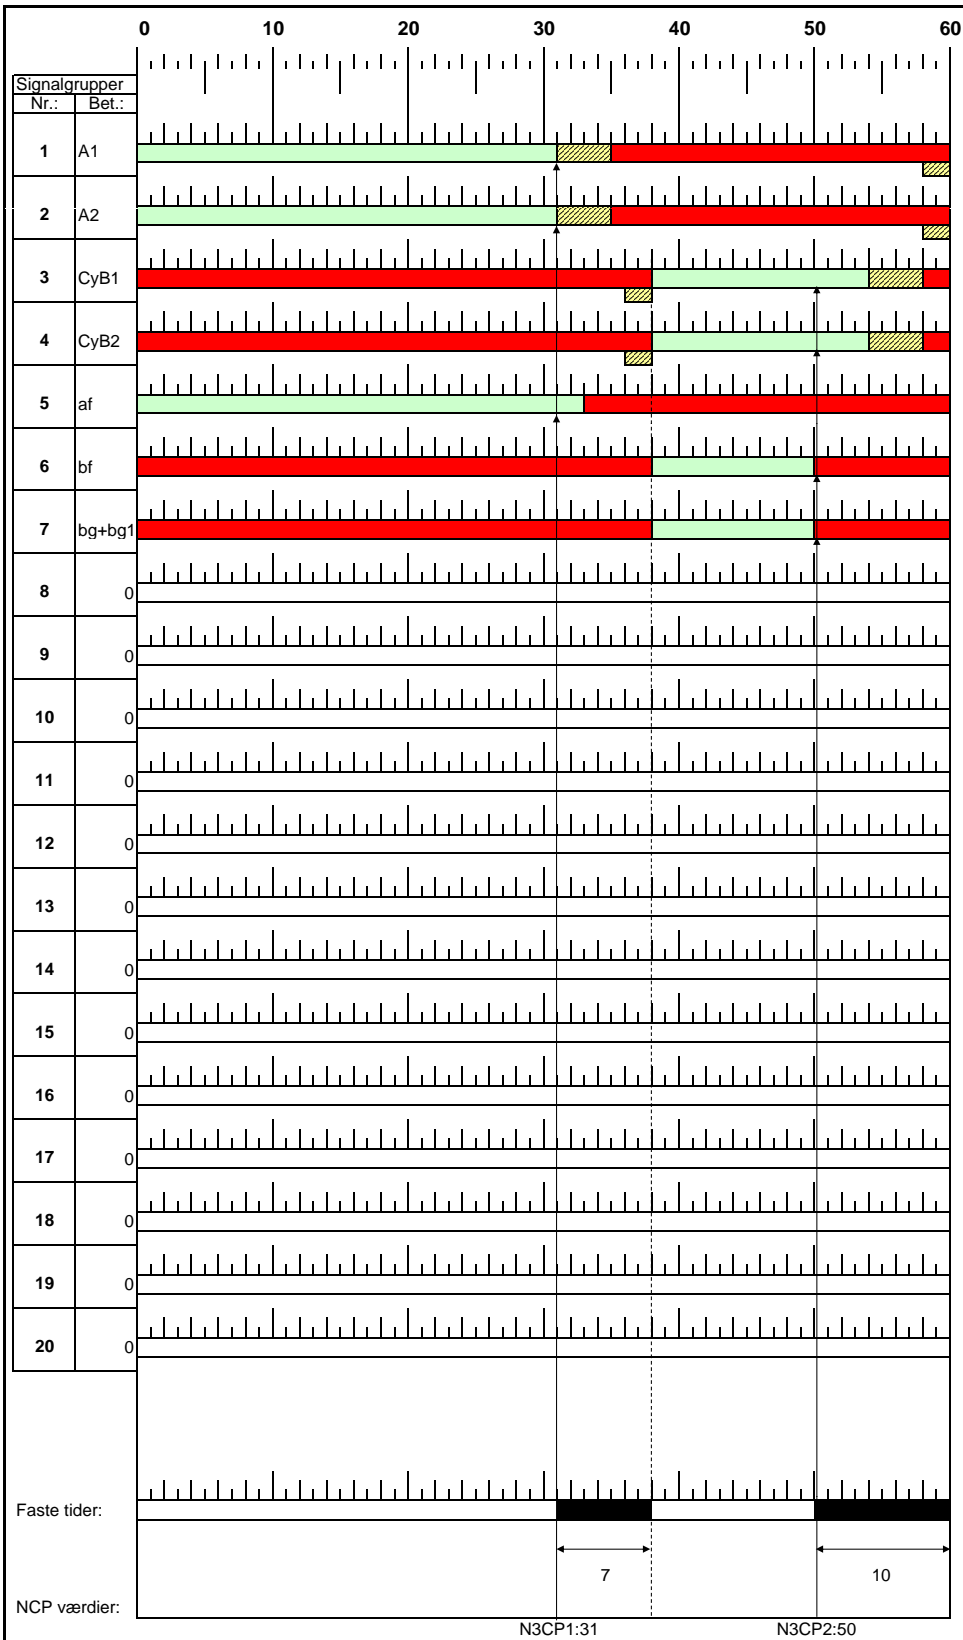 0 10 20 30 40 50 60
Signalgrupper
Nr.: Bet.:
1 A1
2 A2
3 CyB1
4 CyB2
5 af
6 bf
7 bg+bg1
8 0
9 0
10 0
11 0
12 0
13 0
14 0
15 0
16 0
17 0
18 0
19 0
20 0
Faste tider:
7 10
NCP værdier:
N3CP1:31 N3CP2:50